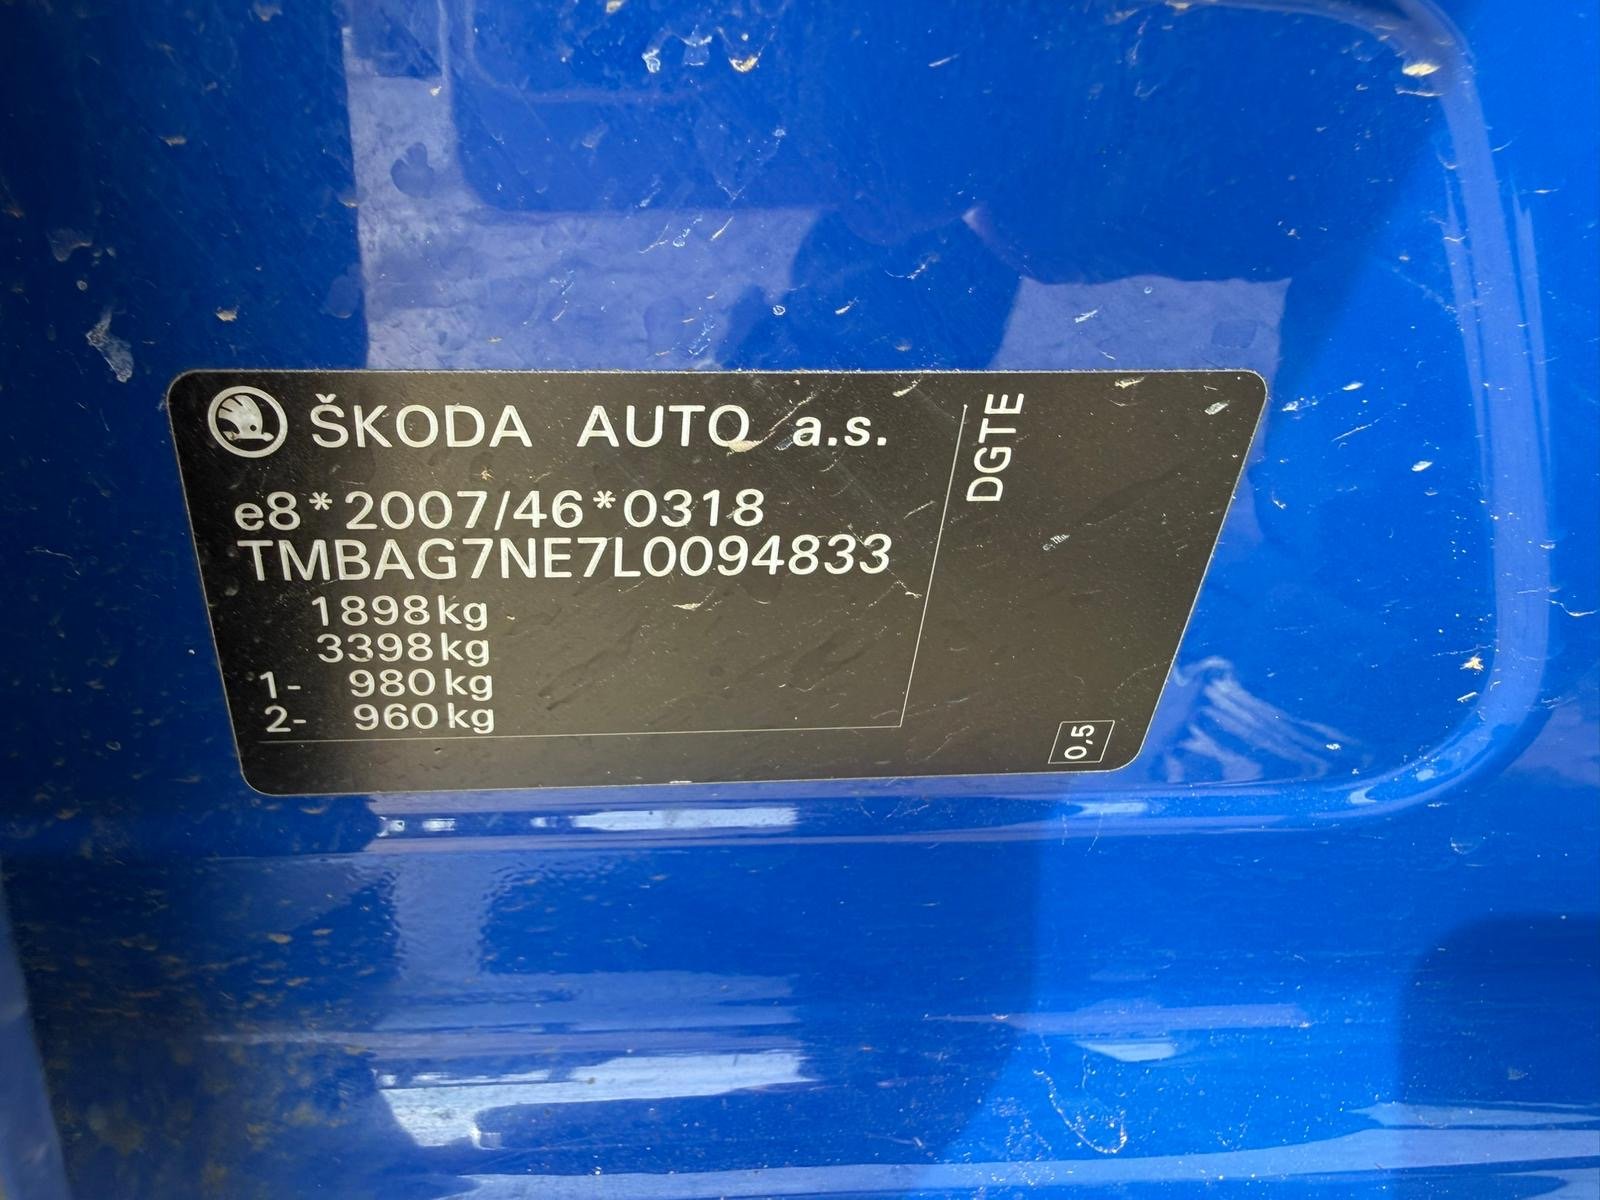 ŠKODA AUTO a.s.
e8*2007/46*0318
TMBAG7NE7L0094833
1898kg
3398kg
1- 980kg
2- 960kg
DGTE
0,5